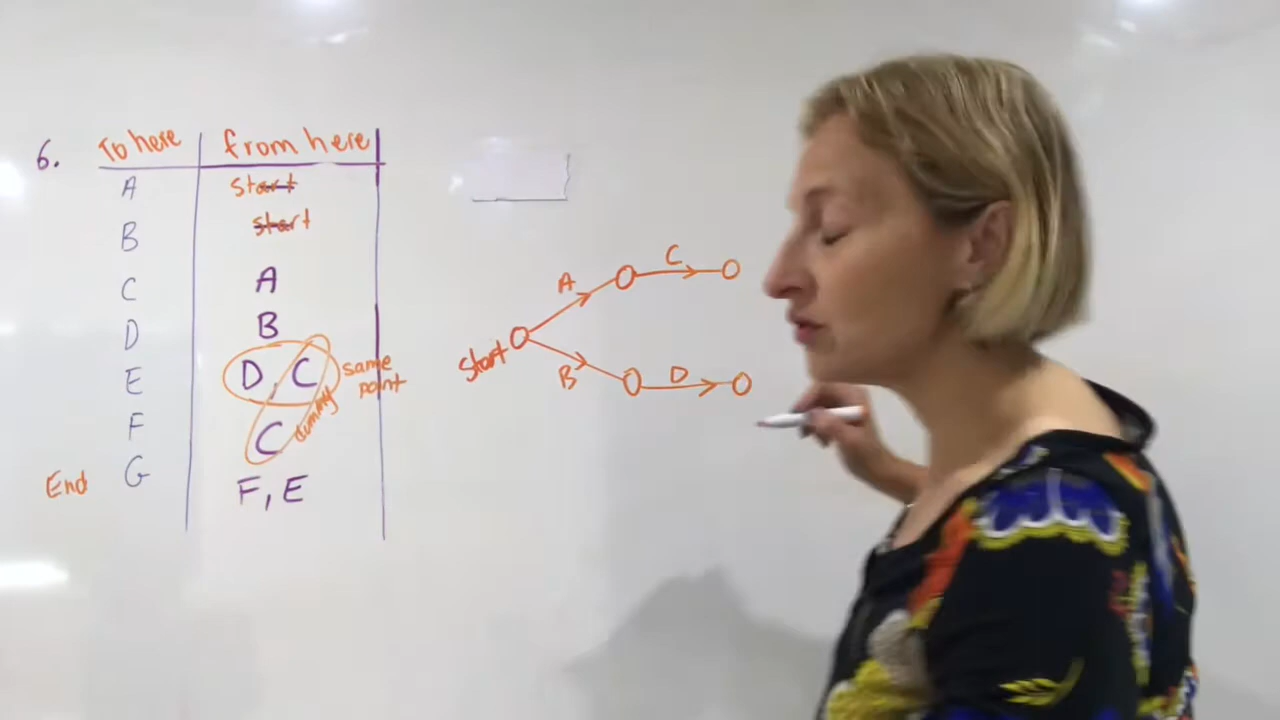 6. To here from here
A start
B start
C A
D B
E D, C same point
dummy
F C
End G F, E
A C
Start
B D